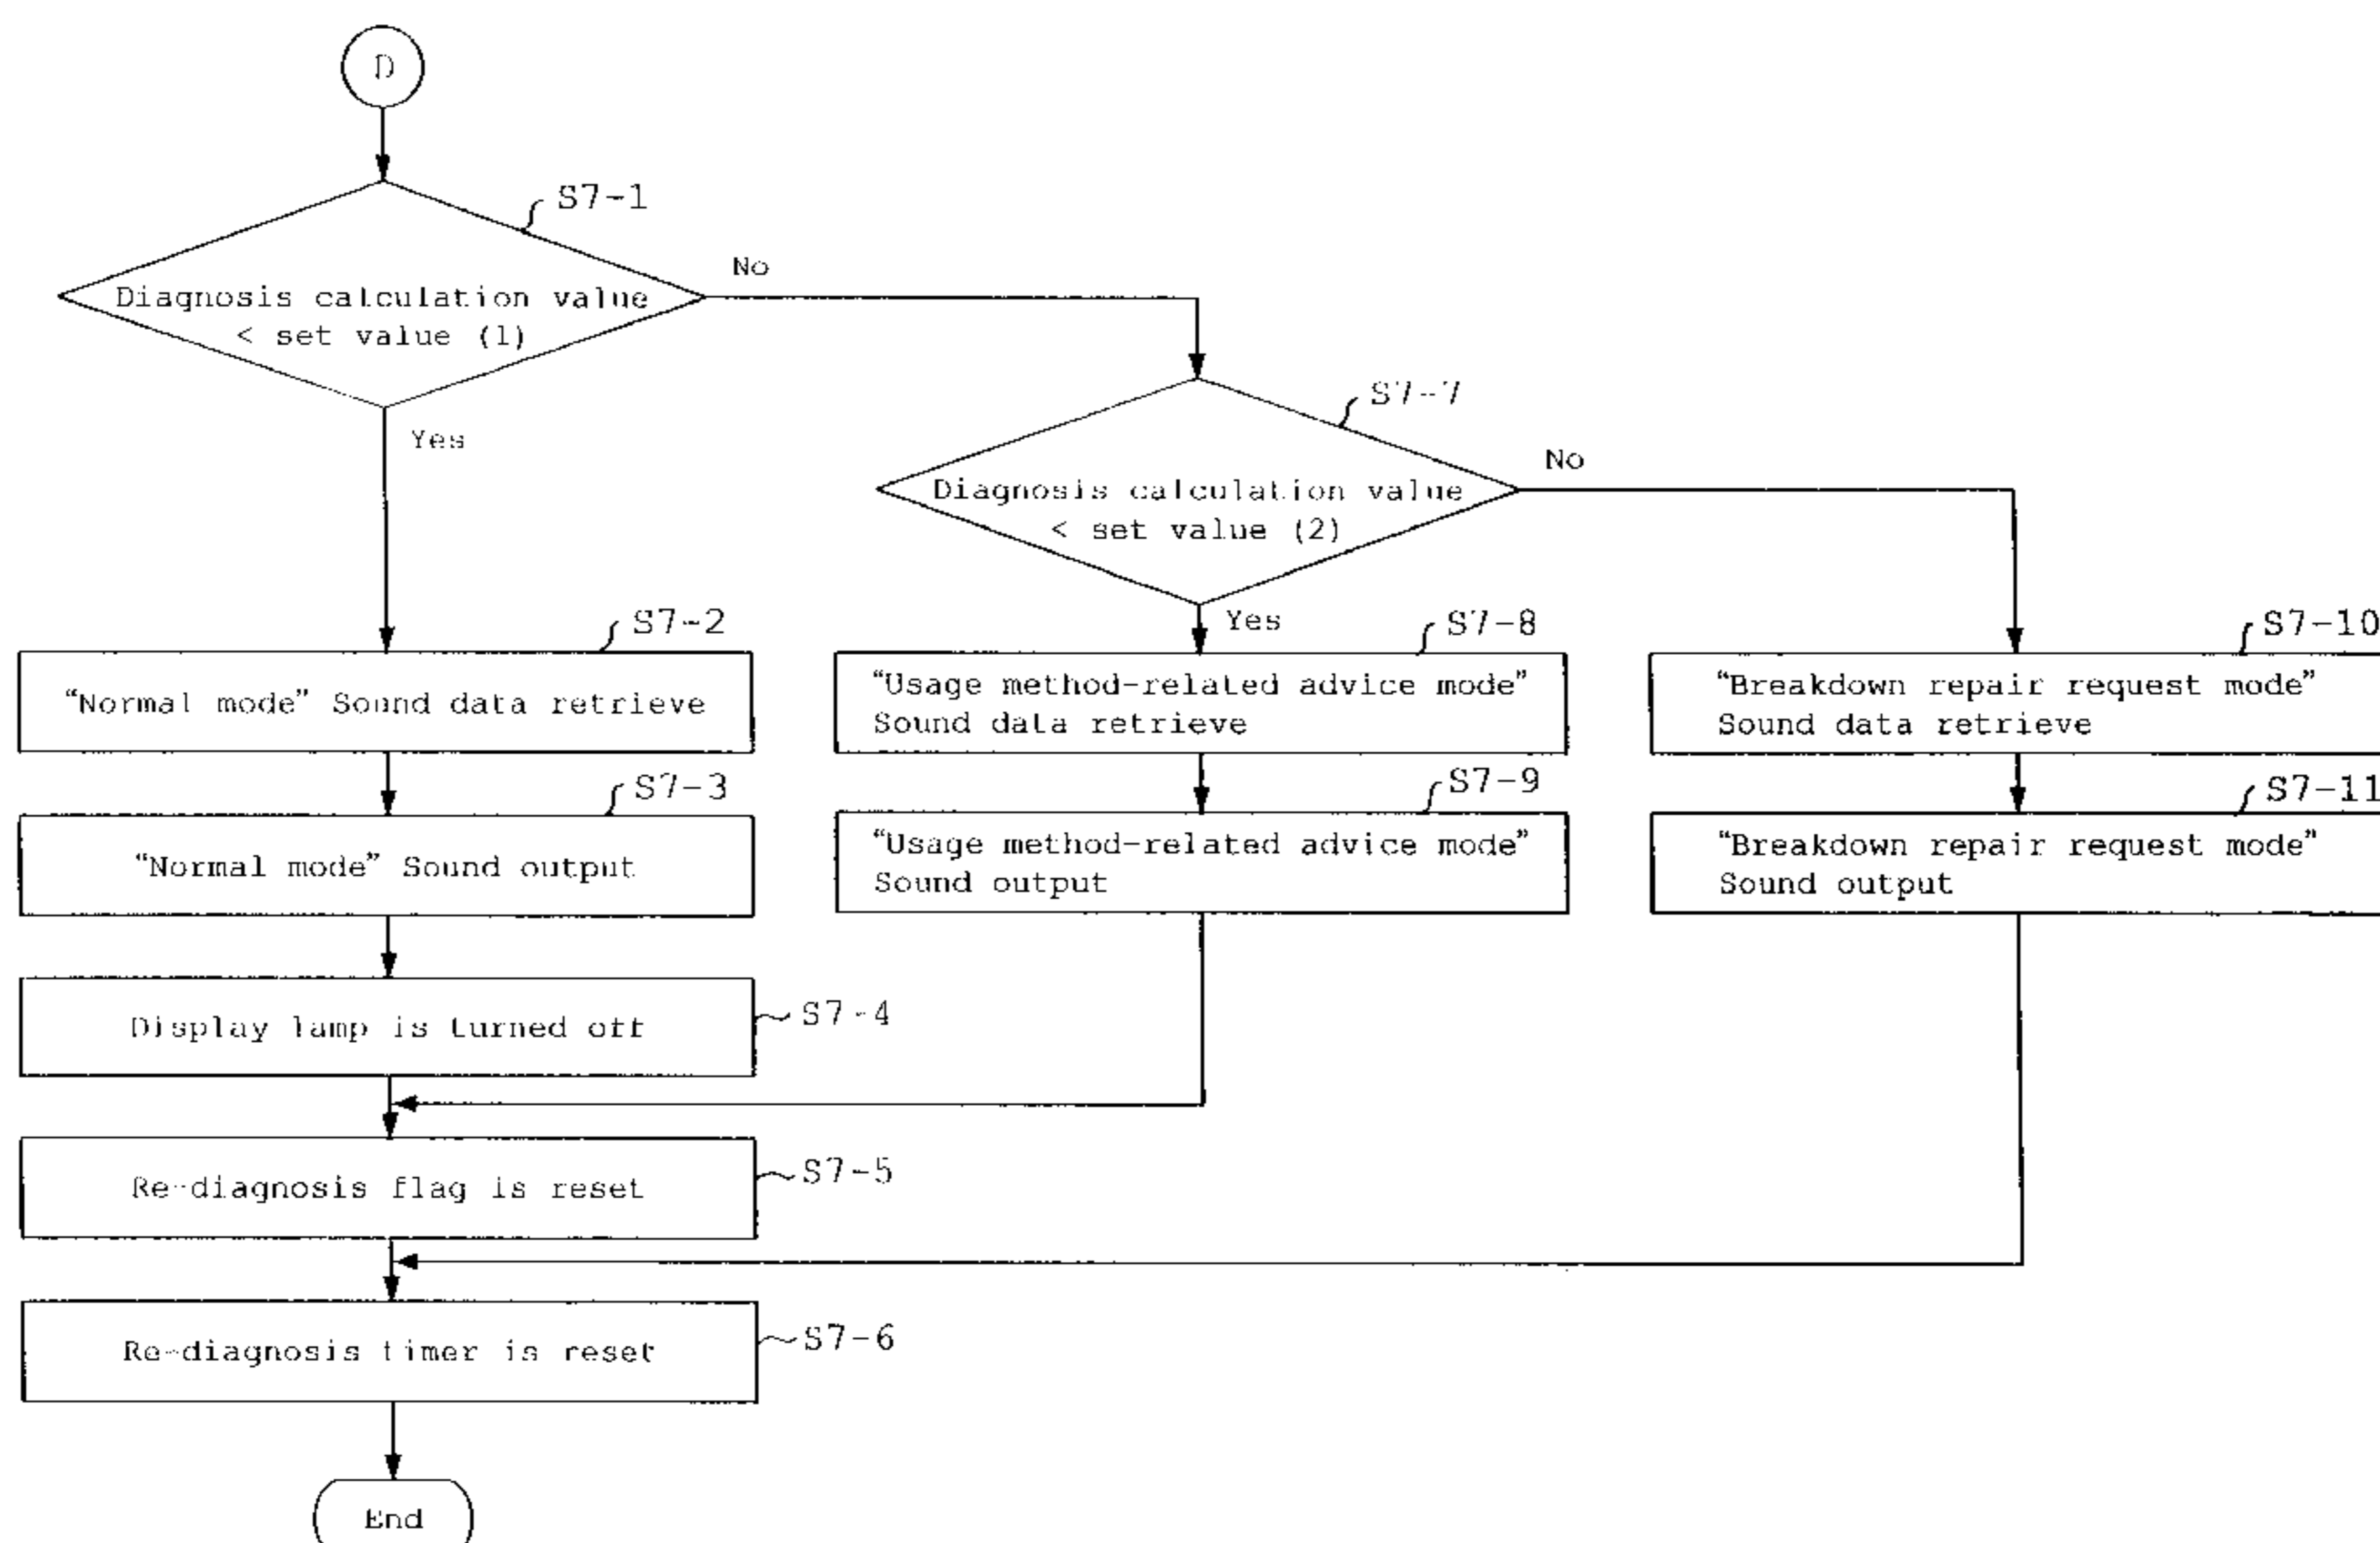 D
S7-1
Diagnosis calculation value
< set value (1)
No
Yes
S7-7
Diagnosis calculation value
< set value (2)
No
Yes
S7-2
“Normal mode” Sound data retrieve
S7-8
“Usage method-related advice mode”
Sound data retrieve
S7-10
“Breakdown repair request mode”
Sound data retrieve
S7-3
“Normal mode” Sound output
S7-9
“Usage method-related advice mode”
Sound output
S7-11
“Breakdown repair request mode”
Sound output
Display lamp is turned off
S7-4
Re-diagnosis flag is reset
S7-5
Re-diagnosis timer is reset
S7-6
End